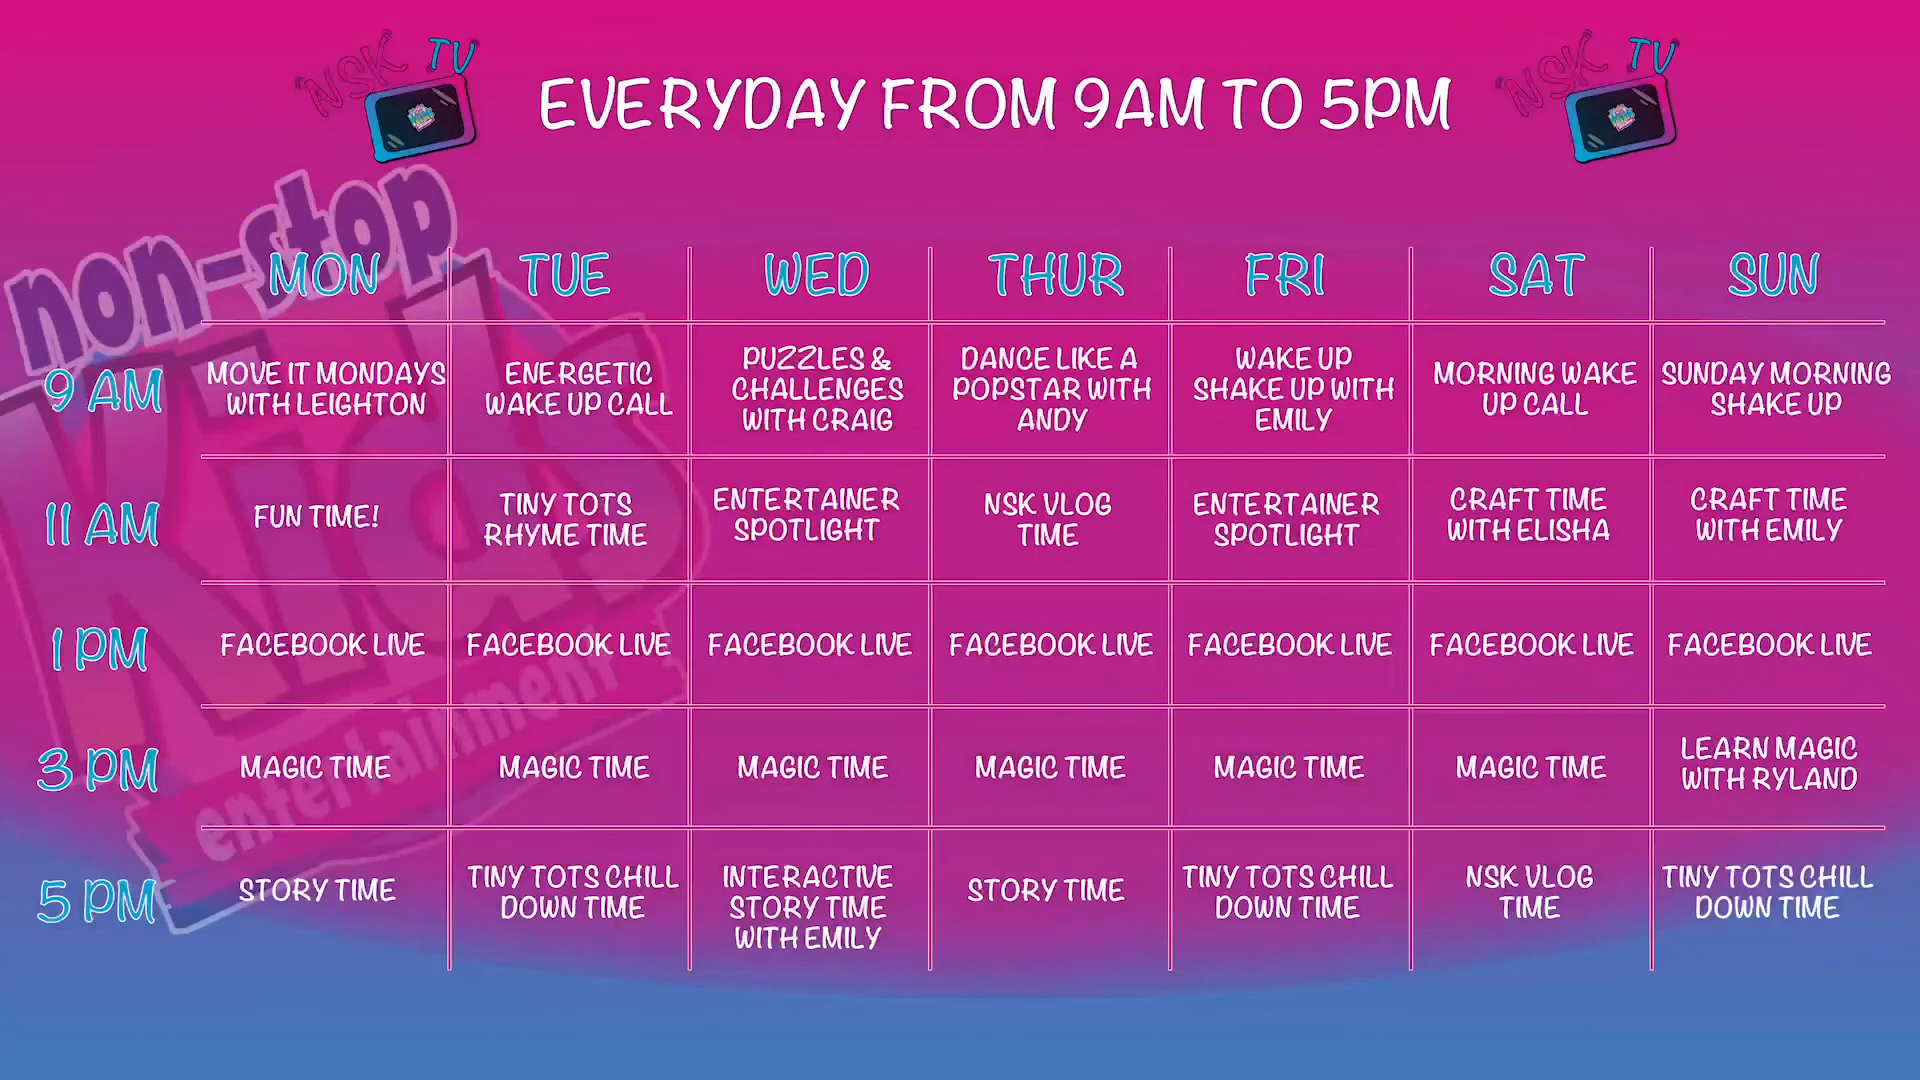 NSK TV
EVERYDAY FROM 9AM TO 5PM
NSK TV
non-stop
Kids
entertainment
MON TUE WED THUR FRI SAT SUN
9 AM
MOVE IT MONDAYS
WITH LEIGHTON
ENERGETIC
WAKE UP CALL
PUZZLES &
CHALLENGES
WITH CRAIG
DANCE LIKE A
POPSTAR WITH
ANDY
WAKE UP
SHAKE UP WITH
EMILY
MORNING WAKE
UP CALL
SUNDAY MORNING
SHAKE UP
11 AM
FUN TIME!
TINY TOTS
RHYME TIME
ENTERTAINER
SPOTLIGHT
NSK VLOG
TIME
ENTERTAINER
SPOTLIGHT
CRAFT TIME
WITH ELISHA
CRAFT TIME
WITH EMILY
1 PM
FACEBOOK LIVE
FACEBOOK LIVE
FACEBOOK LIVE
FACEBOOK LIVE
FACEBOOK LIVE
FACEBOOK LIVE
FACEBOOK LIVE
3 PM
MAGIC TIME
MAGIC TIME
MAGIC TIME
MAGIC TIME
MAGIC TIME
MAGIC TIME
LEARN MAGIC
WITH RYLAND
5 PM
STORY TIME
TINY TOTS CHILL
DOWN TIME
INTERACTIVE
STORY TIME
WITH EMILY
STORY TIME
TINY TOTS CHILL
DOWN TIME
NSK VLOG
TIME
TINY TOTS CHILL
DOWN TIME